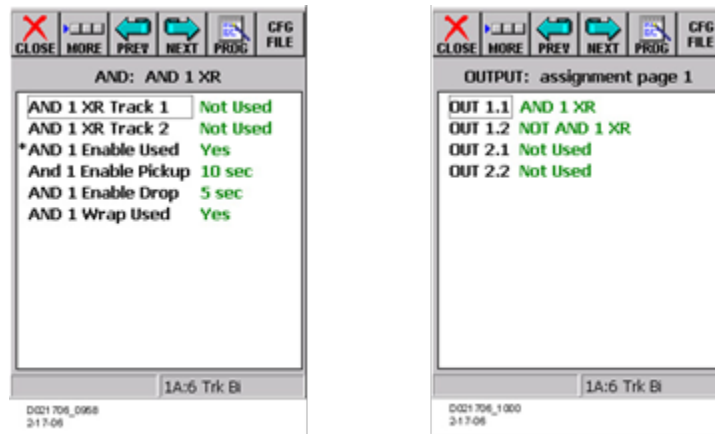 CLOSE MORE PREV NEXT PROG CFG FILE
AND: AND 1 XR
AND 1 XR Track 1 Not Used
AND 1 XR Track 2 Not Used
*AND 1 Enable Used Yes
And 1 Enable Pickup 10 sec
AND 1 Enable Drop 5 sec
AND 1 Wrap Used Yes
1A:6 Trk Bi
D021706_0958
2-17-06
CLOSE MORE PREV NEXT PROG CFG FILE
OUTPUT: assignment page 1
OUT 1.1 AND 1 XR
OUT 1.2 NOT AND 1 XR
OUT 2.1 Not Used
OUT 2.2 Not Used
1A:6 Trk Bi
D021706_1000
2-17-06